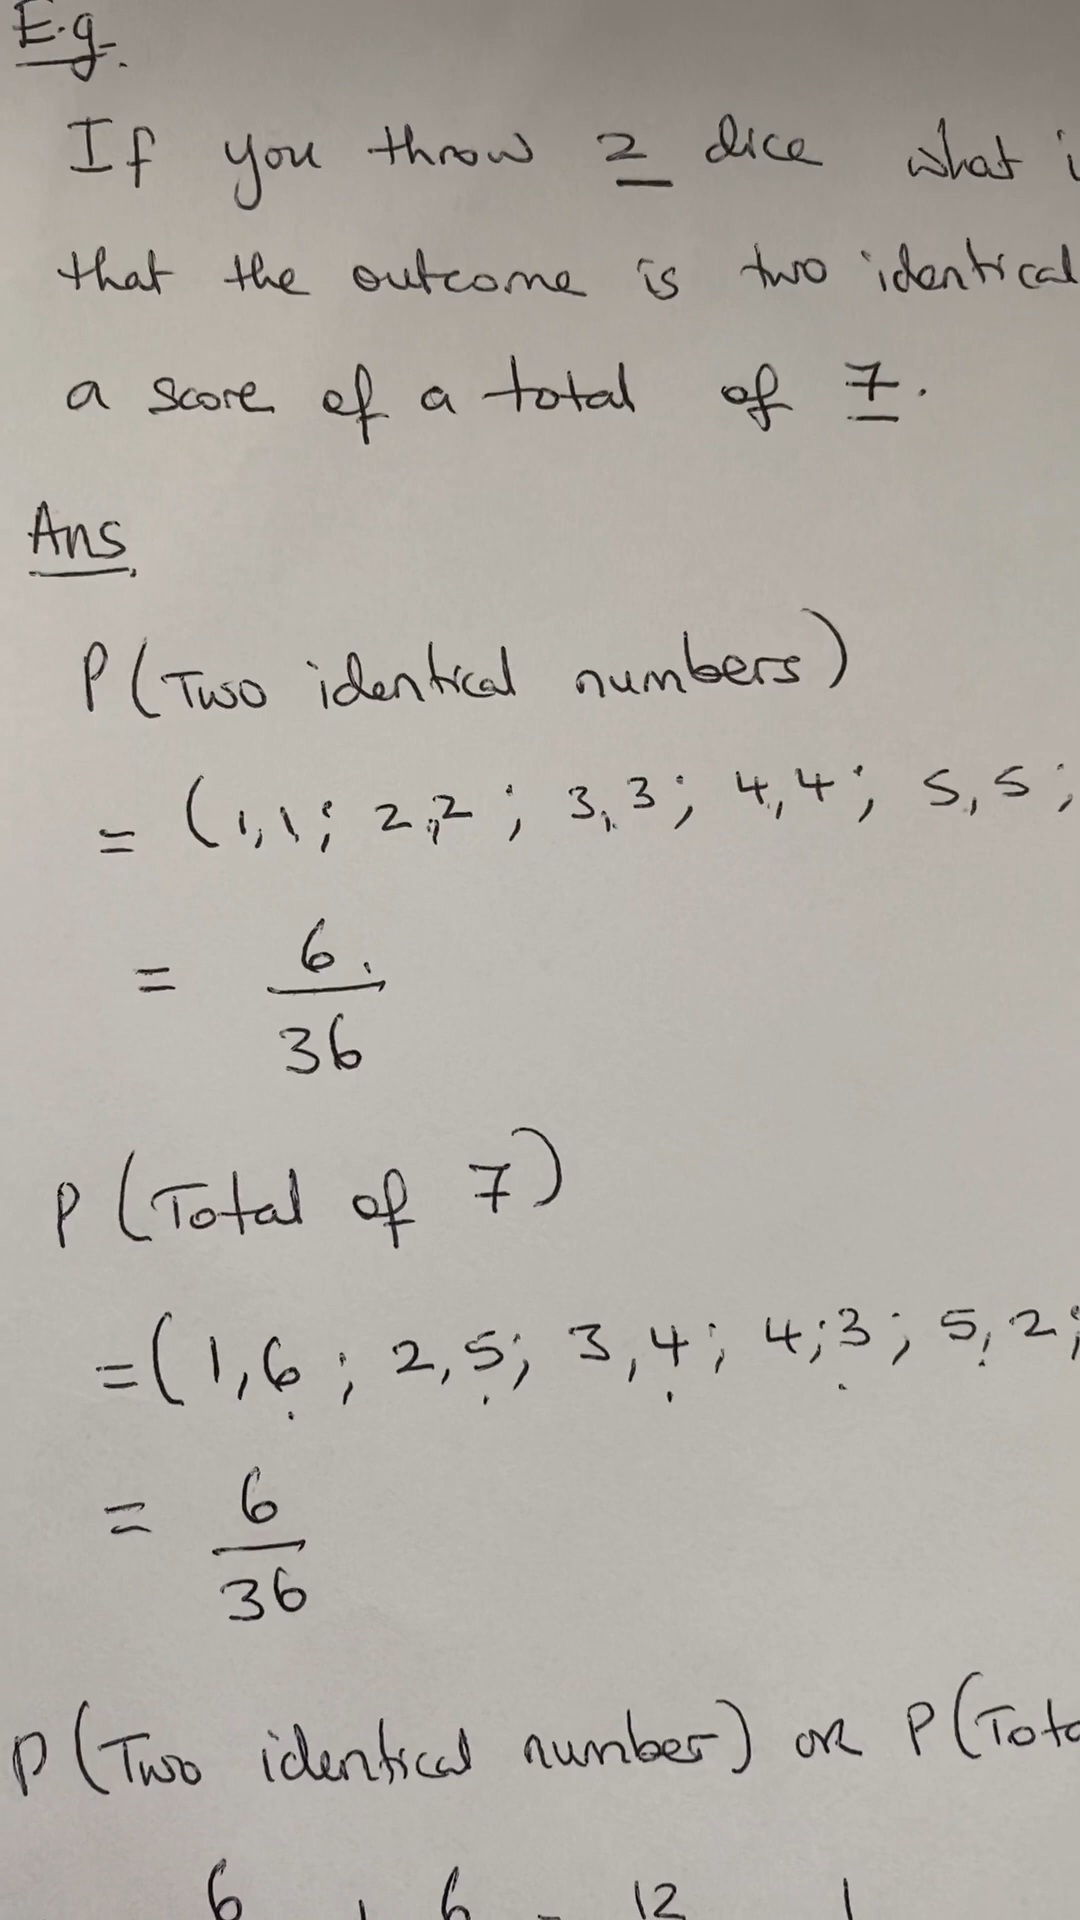 E.g.
If you throw 2 dice what i
that the outcome is two identical
a score of a total of 7.
Ans.
P (Two identical numbers)
= (1,1; 2,2; 3,3; 4,4; 5,5;
= 6
36
P (Total of 7)
= (1,6; 2,5; 3,4; 4;3; 5,2;
= 6
36
P (Two identical number) or P (Tota
6 6 12 1